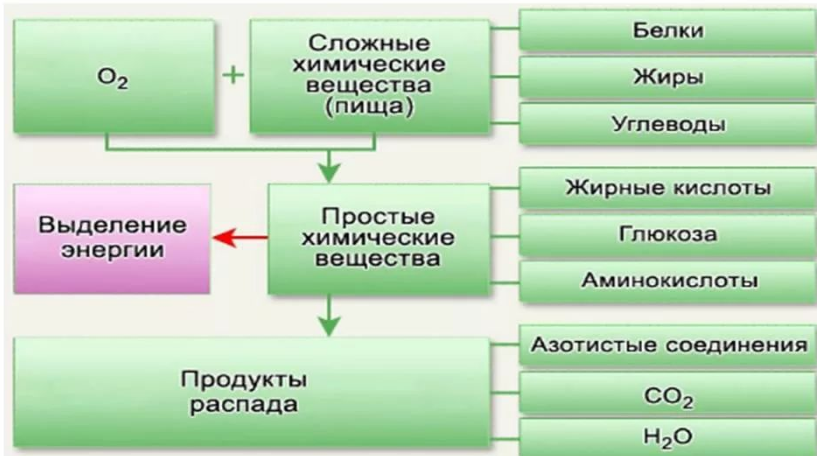 O₂
+
Сложные
химические
вещества
(пища)
Белки
Жиры
Углеводы
Выделение
энергии
Простые
химические
вещества
Жирные кислоты
Глюкоза
Аминокислоты
Продукты
распада
Азотистые соединения
CO₂
H₂O